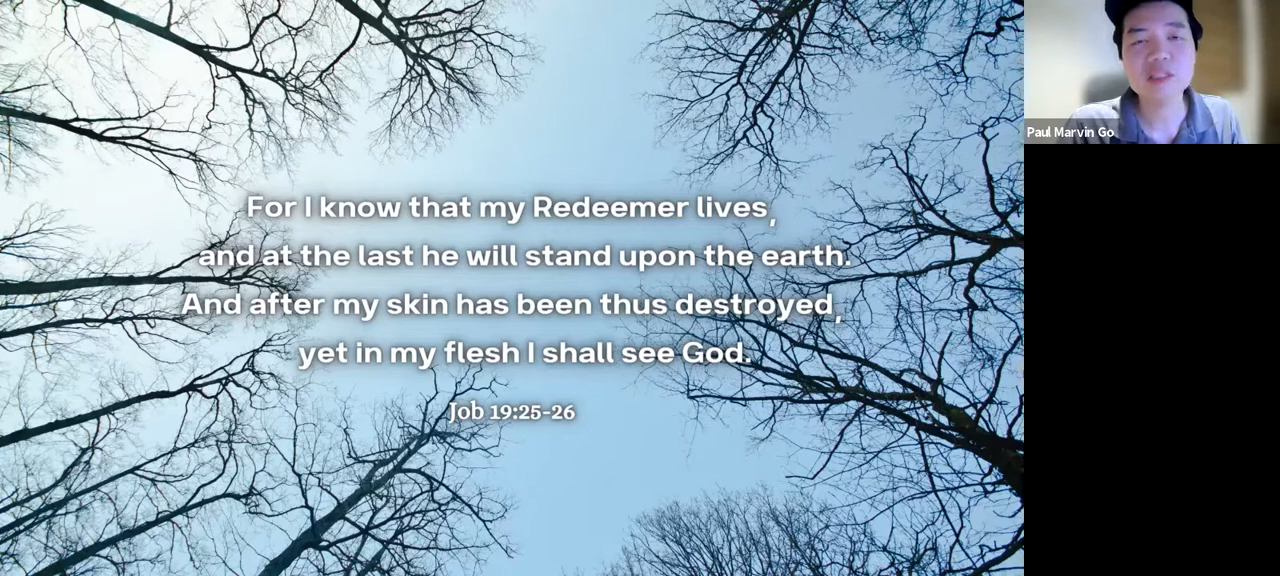 For I know that my Redeemer lives,
and at the last he will stand upon the earth.
And after my skin has been thus destroyed,
yet in my flesh I shall see God.
Job 19:25-26
Paul Marvin Go